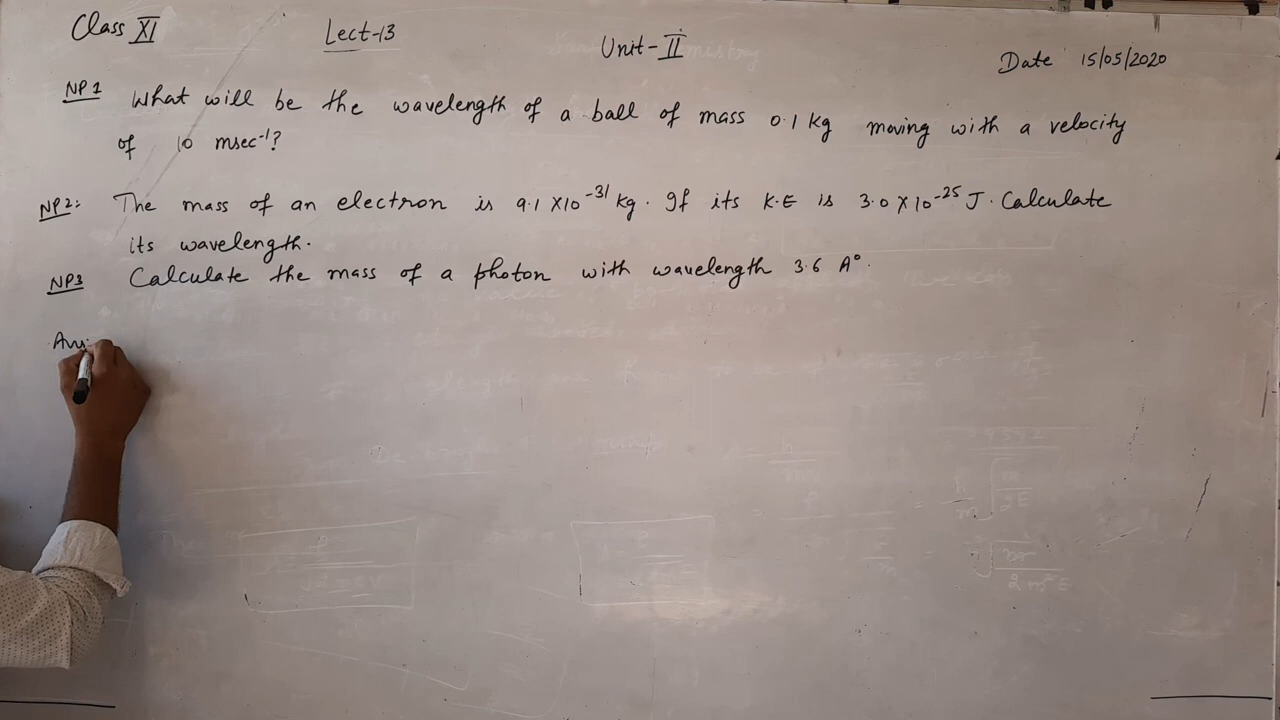 Class XI Lect-13 Unit-II Date 15/05/2020
NP1 What will be the wavelength of a ball of mass 0.1 kg moving with a velocity
of 10 msec⁻¹?
NP2: The mass of an electron is 9.1 X10⁻³¹ kg. If its K.E is 3.0 X 10⁻²⁵ J. Calculate
its wavelength.
NP3 Calculate the mass of a photon with wavelength 3.6 A°.
Ans: